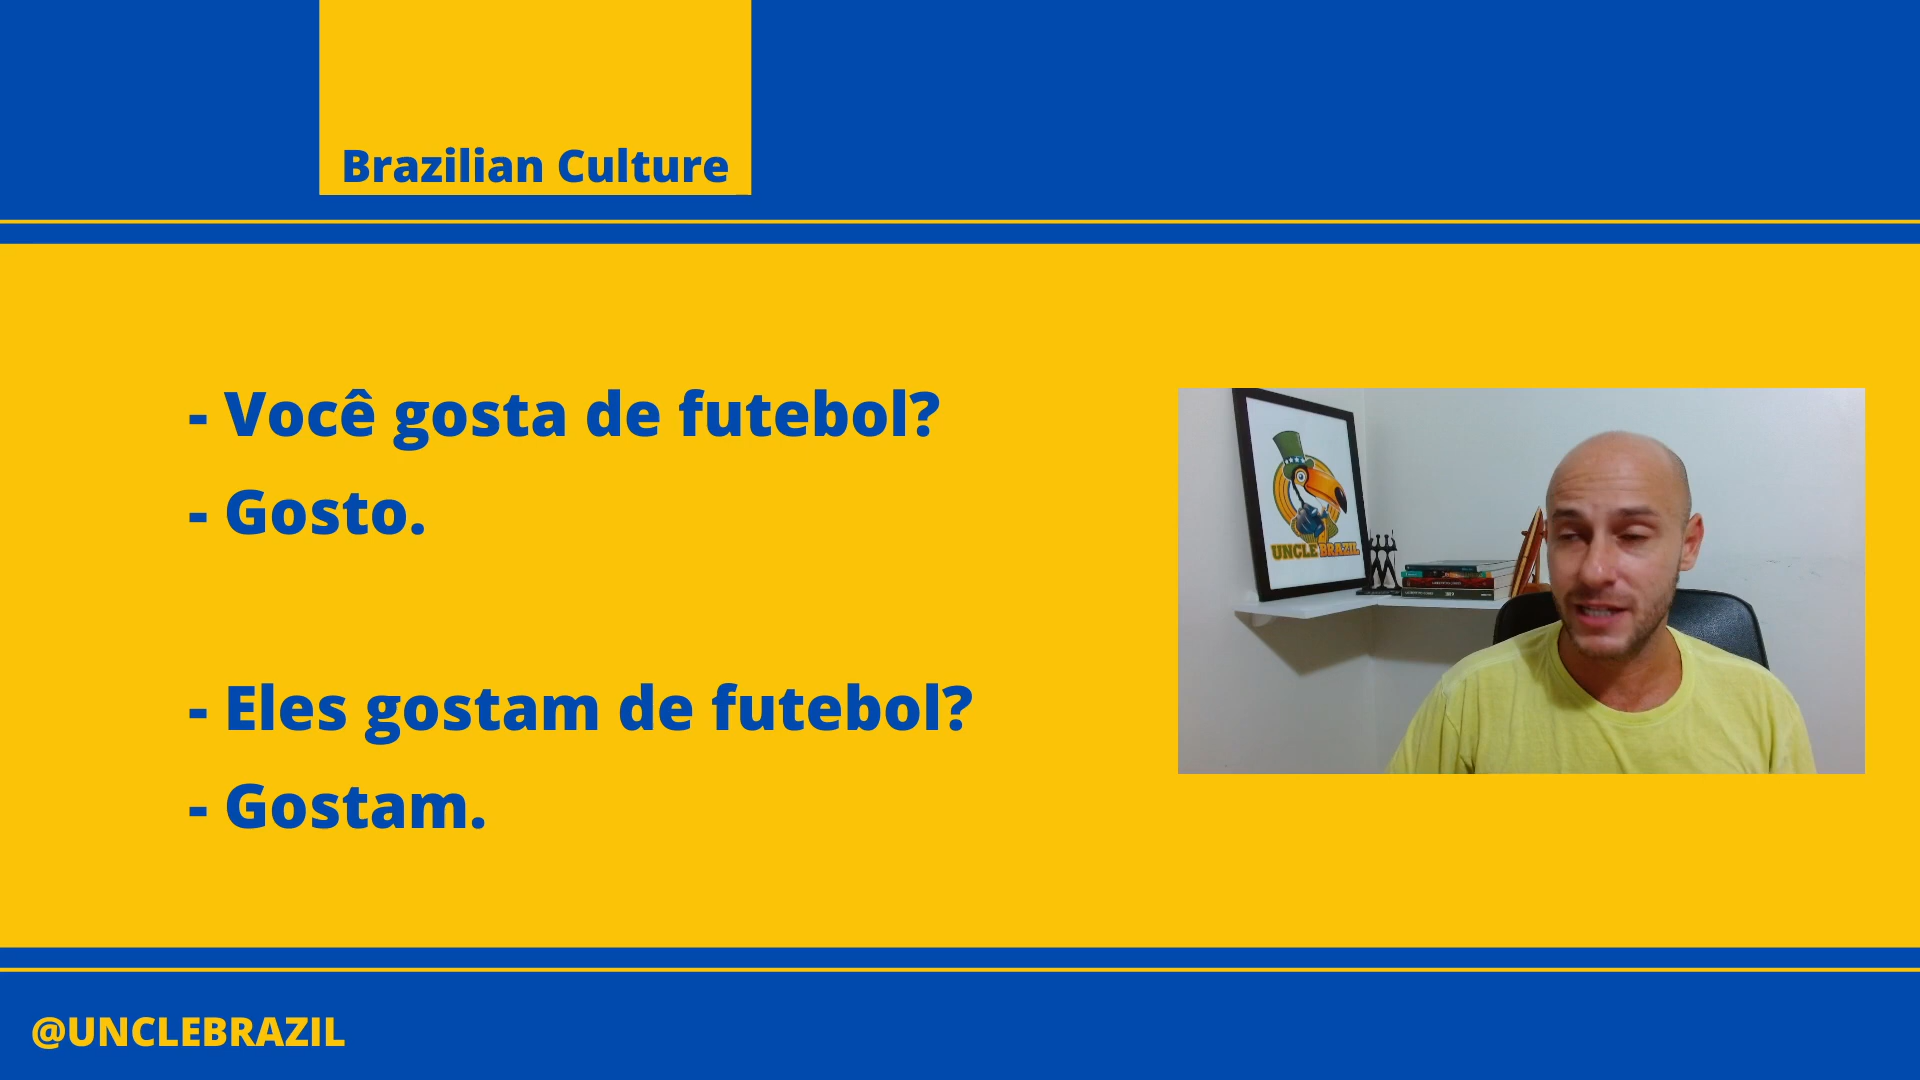 Brazilian Culture
- Você gosta de futebol?
- Gosto.
- Eles gostam de futebol?
- Gostam.
UNCLE BRAZIL
@UNCLEBRAZIL